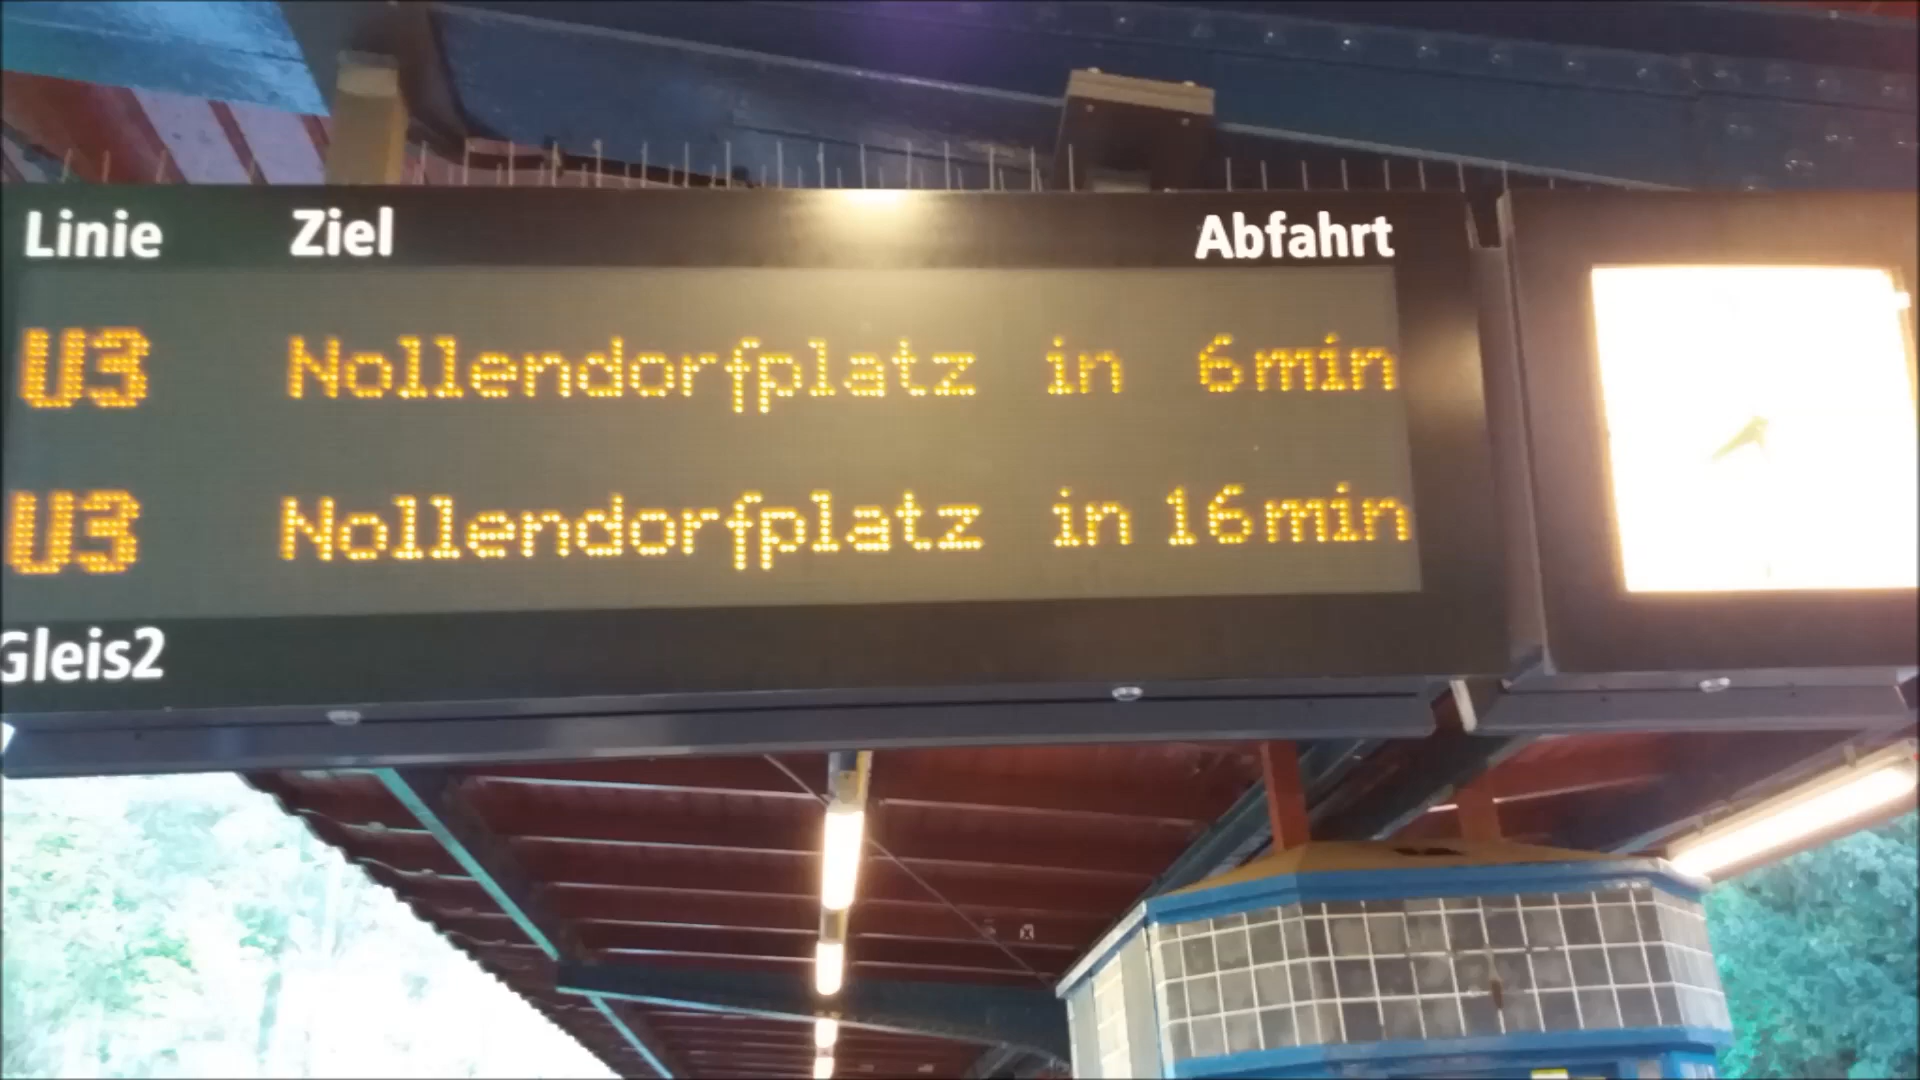 Linie Ziel Abfahrt
U3 Nollendorfplatz in 6min
U3 Nollendorfplatz in 16min
Gleis2